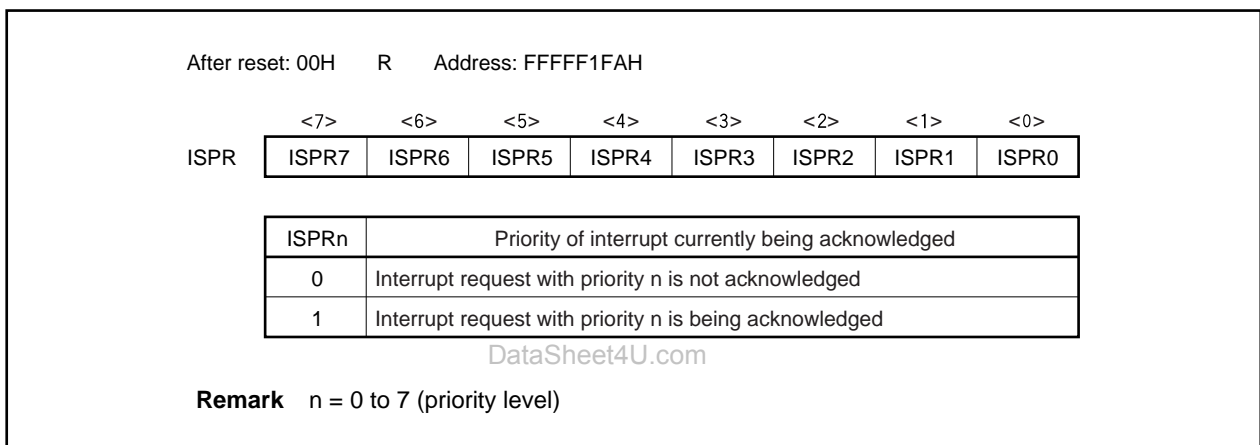 After reset: 00H R Address: FFFFF1FAH
<7> <6> <5> <4> <3> <2> <1> <0>
ISPR ISPR7 ISPR6 ISPR5 ISPR4 ISPR3 ISPR2 ISPR1 ISPR0
ISPRn Priority of interrupt currently being acknowledged
0 Interrupt request with priority n is not acknowledged
1 Interrupt request with priority n is being acknowledged
DataSheet4U.com
Remark n = 0 to 7 (priority level)